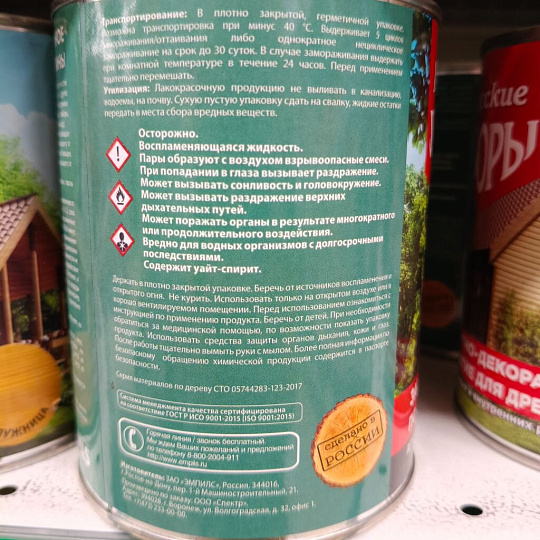 Транспортирование: В плотно закрытой, герметичной упаковке.
Возможна транспортировка при минус 40 °С. Выдерживает 5 циклов
замораживания/оттаивания либо однократное нециклическое
замораживание на срок до 30 суток. В случае замораживания выдержать
при комнатной температуре в течение 24 часов. Перед применением
тщательно перемешать.
Утилизация: Лакокрасочную продукцию не выливать в канализацию,
водоемы, на почву. Сухую пустую упаковку сдать на свалку, жидкие остатки
передать в места сбора вредных веществ.
Осторожно.
Воспламеняющаяся жидкость.
Пары образуют с воздухом взрывоопасные смеси.
При попадании в глаза вызывает раздражение.
Может вызывать сонливость и головокружение.
Может вызывать раздражение верхних
дыхательных путей.
Может поражать органы в результате многократного
или продолжительного воздействия.
Вредно для водных организмов с долгосрочными
последствиями.
Содержит уайт-спирит.
Держать в плотно закрытой упаковке. Беречь от источников воспламенения и
открытого огня. Не курить. Использовать только на открытом воздухе или в
хорошо вентилируемом помещении. Перед использованием ознакомиться с
инструкцией по применению продукта. Беречь от детей. При необходимости
обратиться за медицинской помощью, по возможности показать упаковку
продукта. Использовать средства защиты органов дыхания, кожи и глаз.
После работы тщательно вымыть руки с мылом. Более полная информация по
безопасному обращению химической продукции содержится в паспорте
безопасности.
Серия материалов по дереву СТО 05744283-123-2017
Система менеджмента качества сертифицирована
на соответствие ГОСТ Р ИСО 9001-2015 (ISO 9001:2015)
Горячая линия / звонок бесплатный.
Мы ждем Ваших пожеланий и предложений
по телефону 8-800-2004-911
http://www.empils.ru
сделано в
РОССИИ
Изготовитель: ЗАО «ЭМПИЛС», Россия, 344016,
г. Ростов-на-Дону, пер. 1-й Машиностроительный, 21.
Произведено по заказу: ООО «Спектр»,
Россия, 394028, г. Воронеж, ул. Волгоградская, д. 32, офис 1.